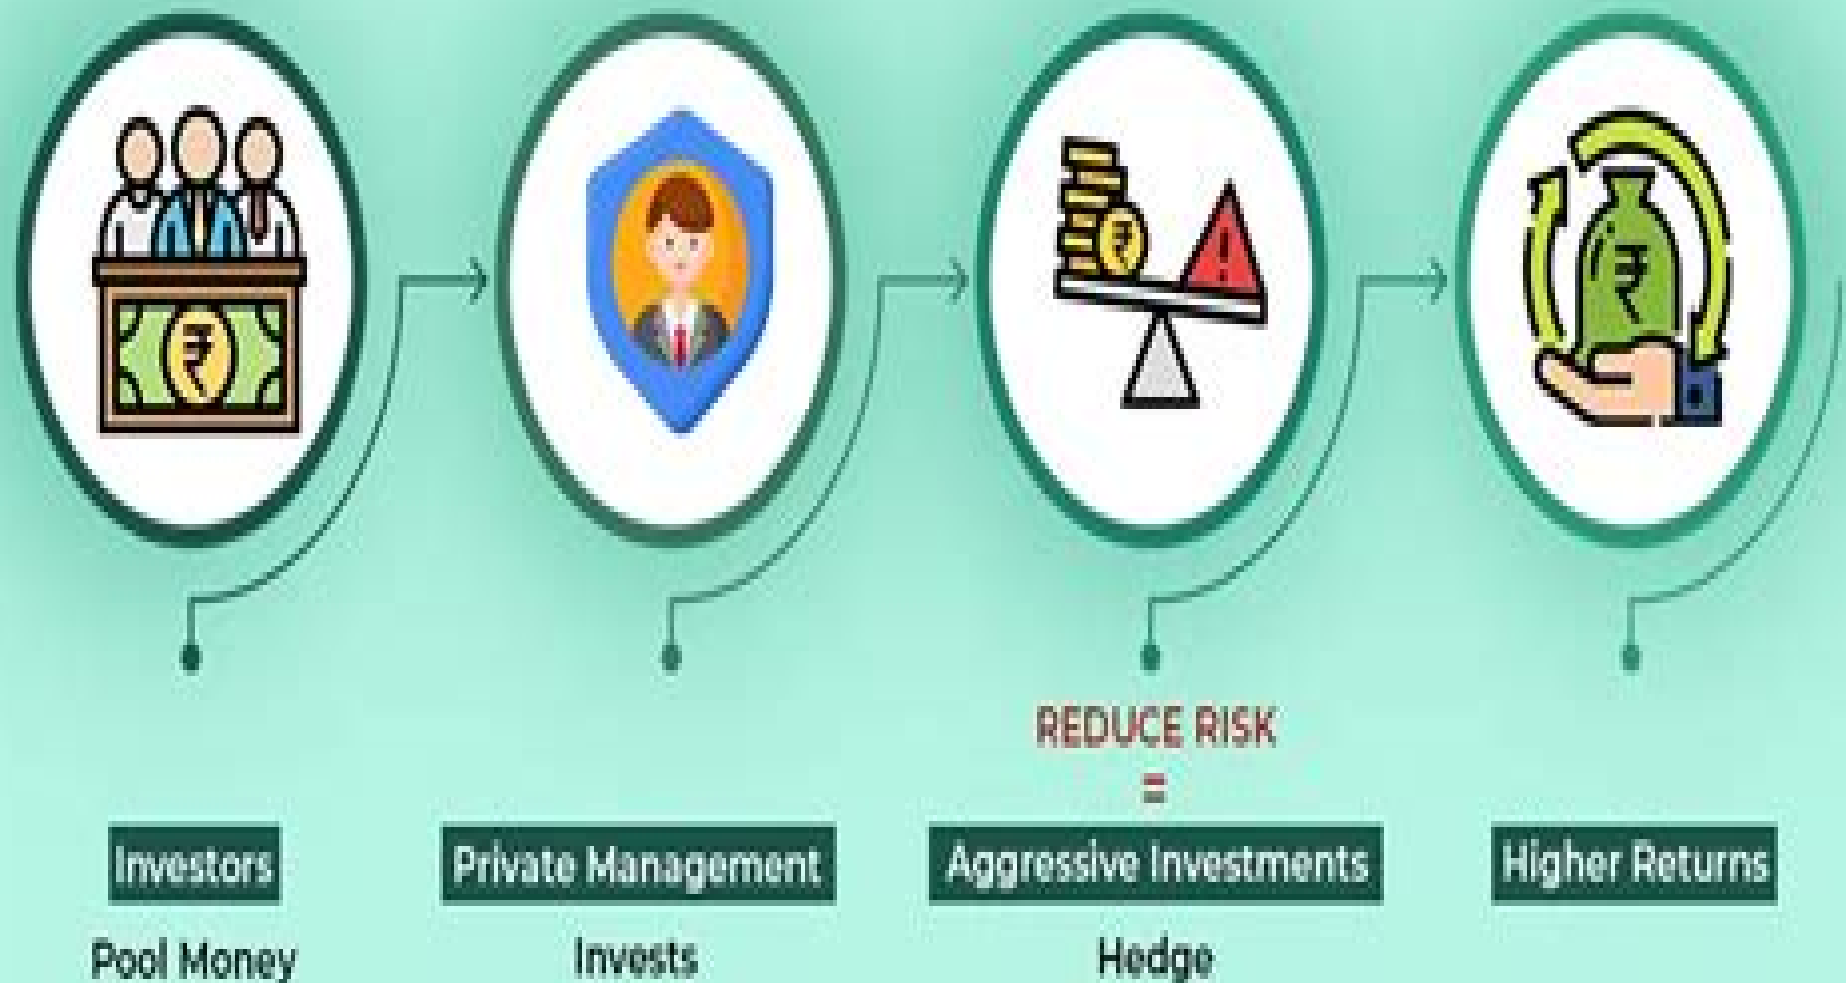 ₹
₹
₹
REDUCE RISK
=
Investors
Private Management
Aggressive Investments
Higher Returns
Pool Money
Invests
Hedge